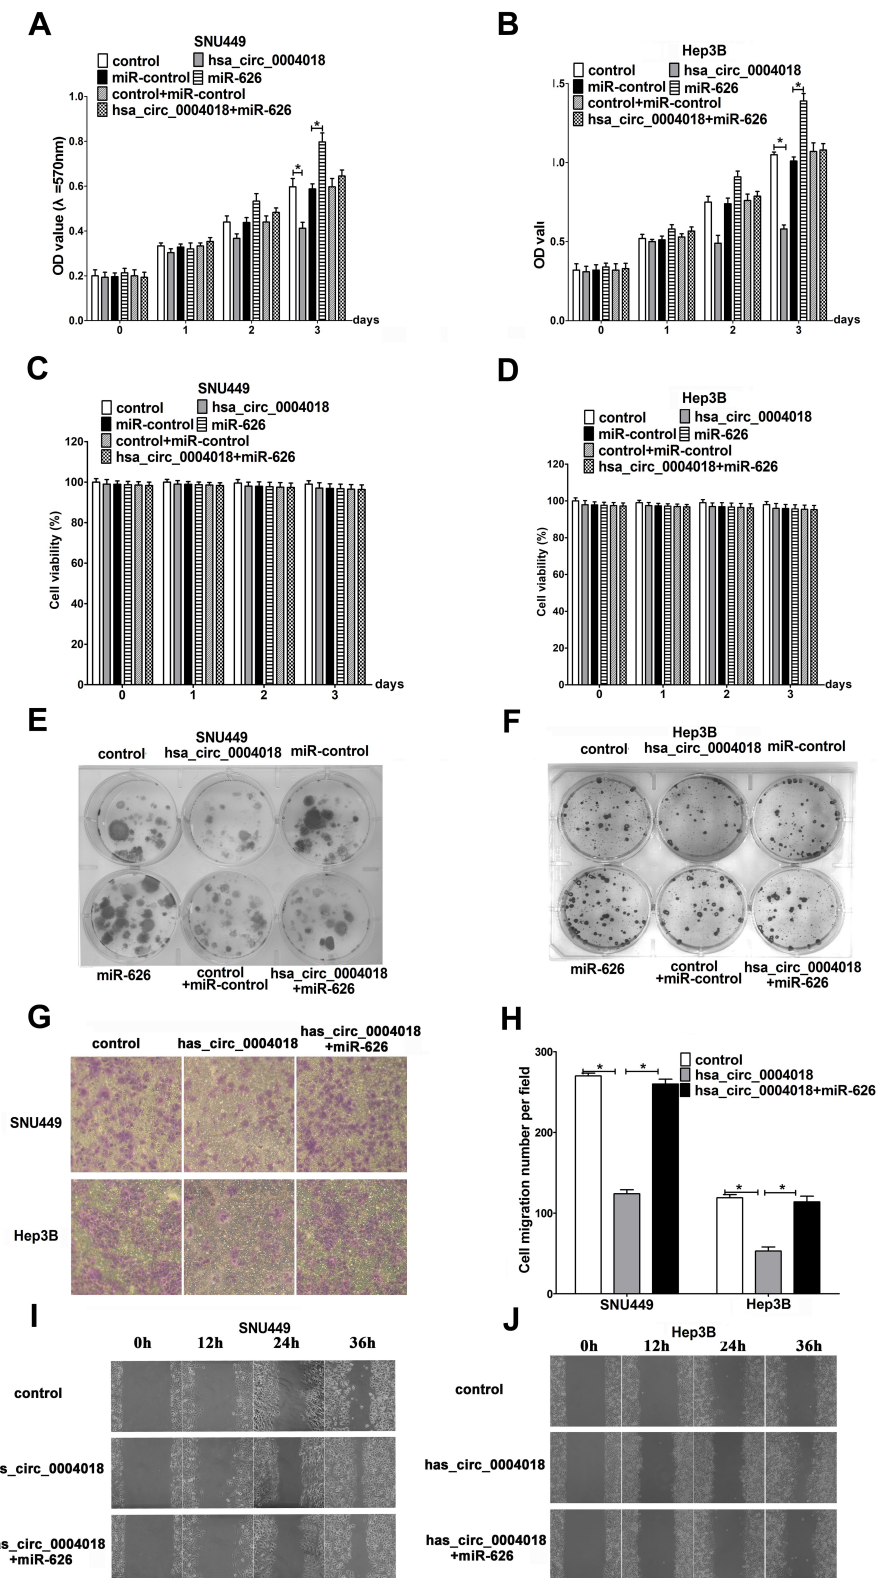 A
SNU449
control
hsa_circ_0004018
miR-control
miR-626
control+miR-control
hsa_circ_0004018+miR-626
OD value (λ =570nm)
1.0
0.8
0.6
0.4
0.2
0.0
*
*
0 1 2 3
days
B
Hep3B
control
hsa_circ_0004018
miR-control
miR-626
control+miR-control
hsa_circ_0004018+miR-626
OD
1.5
1.0
0.5
0.0
*
*
0 1 2 3
days
C
SNU449
control
hsa_circ_0004018
miR-control
miR-626
control+miR-control
hsa_circ_0004018+miR-626
Cell viability (%)
120
100
80
60
40
20
0
0 1 2 3
days
D
Hep3B
control
hsa_circ_0004018
miR-control
miR-626
control+miR-control
hsa_circ_0004018+miR-626
Cell viability (%)
120
100
80
60
40
20
0
0 1 2 3
days
E
SNU449
control hsa_circ_0004018 miR-control
miR-626 control hsa_circ_0004018
+miR-control +miR-626
F
Hep3B
control hsa_circ_0004018 miR-control
miR-626 control hsa_circ_0004018
+miR-control +miR-626
G
control has_circ_0004018 has_circ_0004018
+miR-626
SNU449
Hep3B
H
control
hsa_circ_0004018
hsa_circ_0004018+miR-626
Cell migration number per field
300
200
100
0
* *
* *
SNU449 Hep3B
I
SNU449
0h 12h 24h 36h
control
s_circ_0004018
as_circ_0004018
+miR-626
J
Hep3B
0h 12h 24h 36h
control
has_circ_0004018
has_circ_0004018
+miR-626